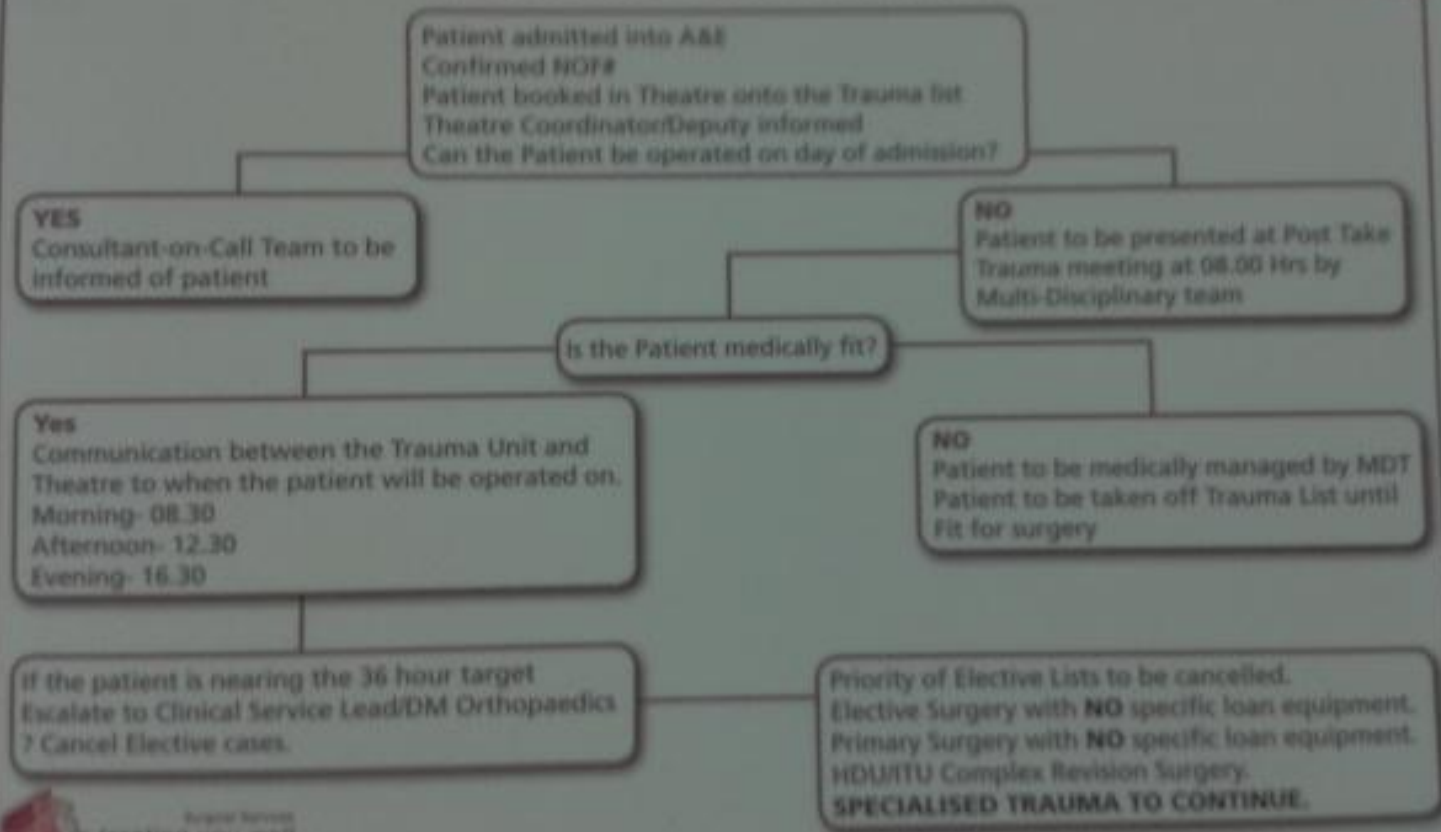 Patient admitted into A&E
Confirmed NOF#
Patient booked in Theatre onto the Trauma list
Theatre Coordinator/Deputy informed
Can the Patient be operated on day of admission?
YES
Consultant-on-Call Team to be
informed of patient
NO
Patient to be presented at Post Take
Trauma meeting at 08.00 Hrs by
Multi-Disciplinary team
Is the Patient medically fit?
Yes
Communication between the Trauma Unit and
Theatre to when the patient will be operated on.
Morning- 08.30
Afternoon- 12.30
Evening- 16.30
NO
Patient to be medically managed by MDT
Patient to be taken off Trauma List until
Fit for surgery
If the patient is nearing the 36 hour target
Escalate to Clinical Service Lead/DM Orthopaedics
? Cancel Elective cases.
Priority of Elective Lists to be cancelled.
Elective Surgery with NO specific loan equipment.
Primary Surgery with NO specific loan equipment.
HDU/ITU Complex Revision Surgery.
SPECIALISED TRAUMA TO CONTINUE.
Surgical Services